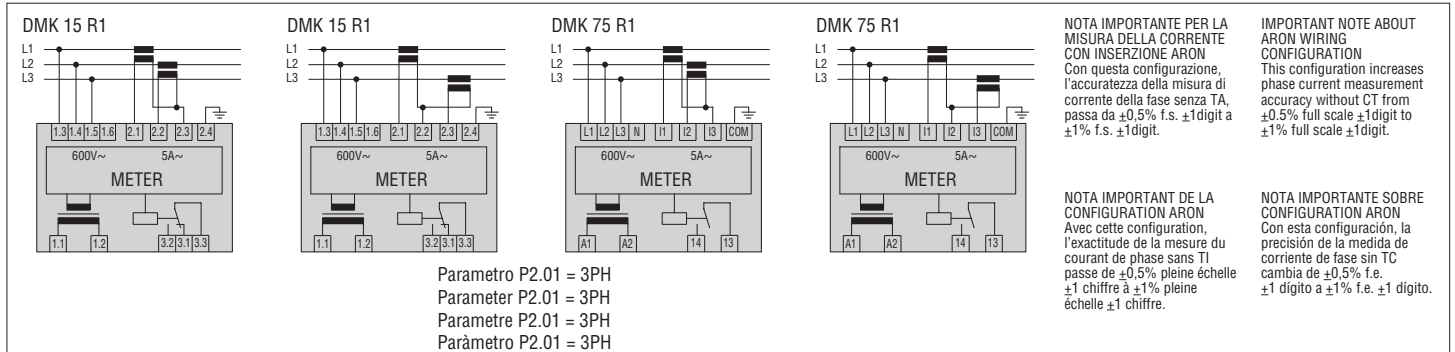 DMK 15 R1
L1
L2
L3
1.3 1.4 1.5 1.6 2.1 2.2 2.3 2.4
600V~ 5A~
METER
1.1 1.2 3.2 3.1 3.3
DMK 15 R1
L1
L2
L3
1.3 1.4 1.5 1.6 2.1 2.2 2.3 2.4
600V~ 5A~
METER
1.1 1.2 3.2 3.1 3.3
DMK 75 R1
L1
L2
L3
L1 L2 L3 N I1 I2 I3 COM
600V~ 5A~
METER
A1 A2 14 13
DMK 75 R1
L1
L2
L3
L1 L2 L3 N I1 I2 I3 COM
600V~ 5A~
METER
A1 A2 14 13
Parametro P2.01 = 3PH
Parameter P2.01 = 3PH
Parametre P2.01 = 3PH
Paràmetro P2.01 = 3PH
NOTA IMPORTANTE PER LA
MISURA DELLA CORRENTE
CON INSERZIONE ARON
Con questa configurazione,
l'accuratezza della misura di
corrente della fase senza TA,
passa da ±0,5% f.s. ±1digit a
±1% f.s. ±1digit.
IMPORTANT NOTE ABOUT
ARON WIRING
CONFIGURATION
This configuration increases
phase current measurement
accuracy without CT from
±0.5% full scale ±1digit to
±1% full scale ±1digit.
NOTA IMPORTANT DE LA
CONFIGURATION ARON
Avec cette configuration,
l'exactitude de la mesure du
courant de phase sans TI
passe de ±0,5% pleine échelle
±1 chiffre à ±1% pleine
échelle ±1 chiffre.
NOTA IMPORTANTE SOBRE
CONFIGURATION ARON
Con esta configuración, la
precisión de la medida de
corriente de fase sin TC
cambia de ±0,5% f.e.
±1 dígito a ±1% f.e. ±1 dígito.